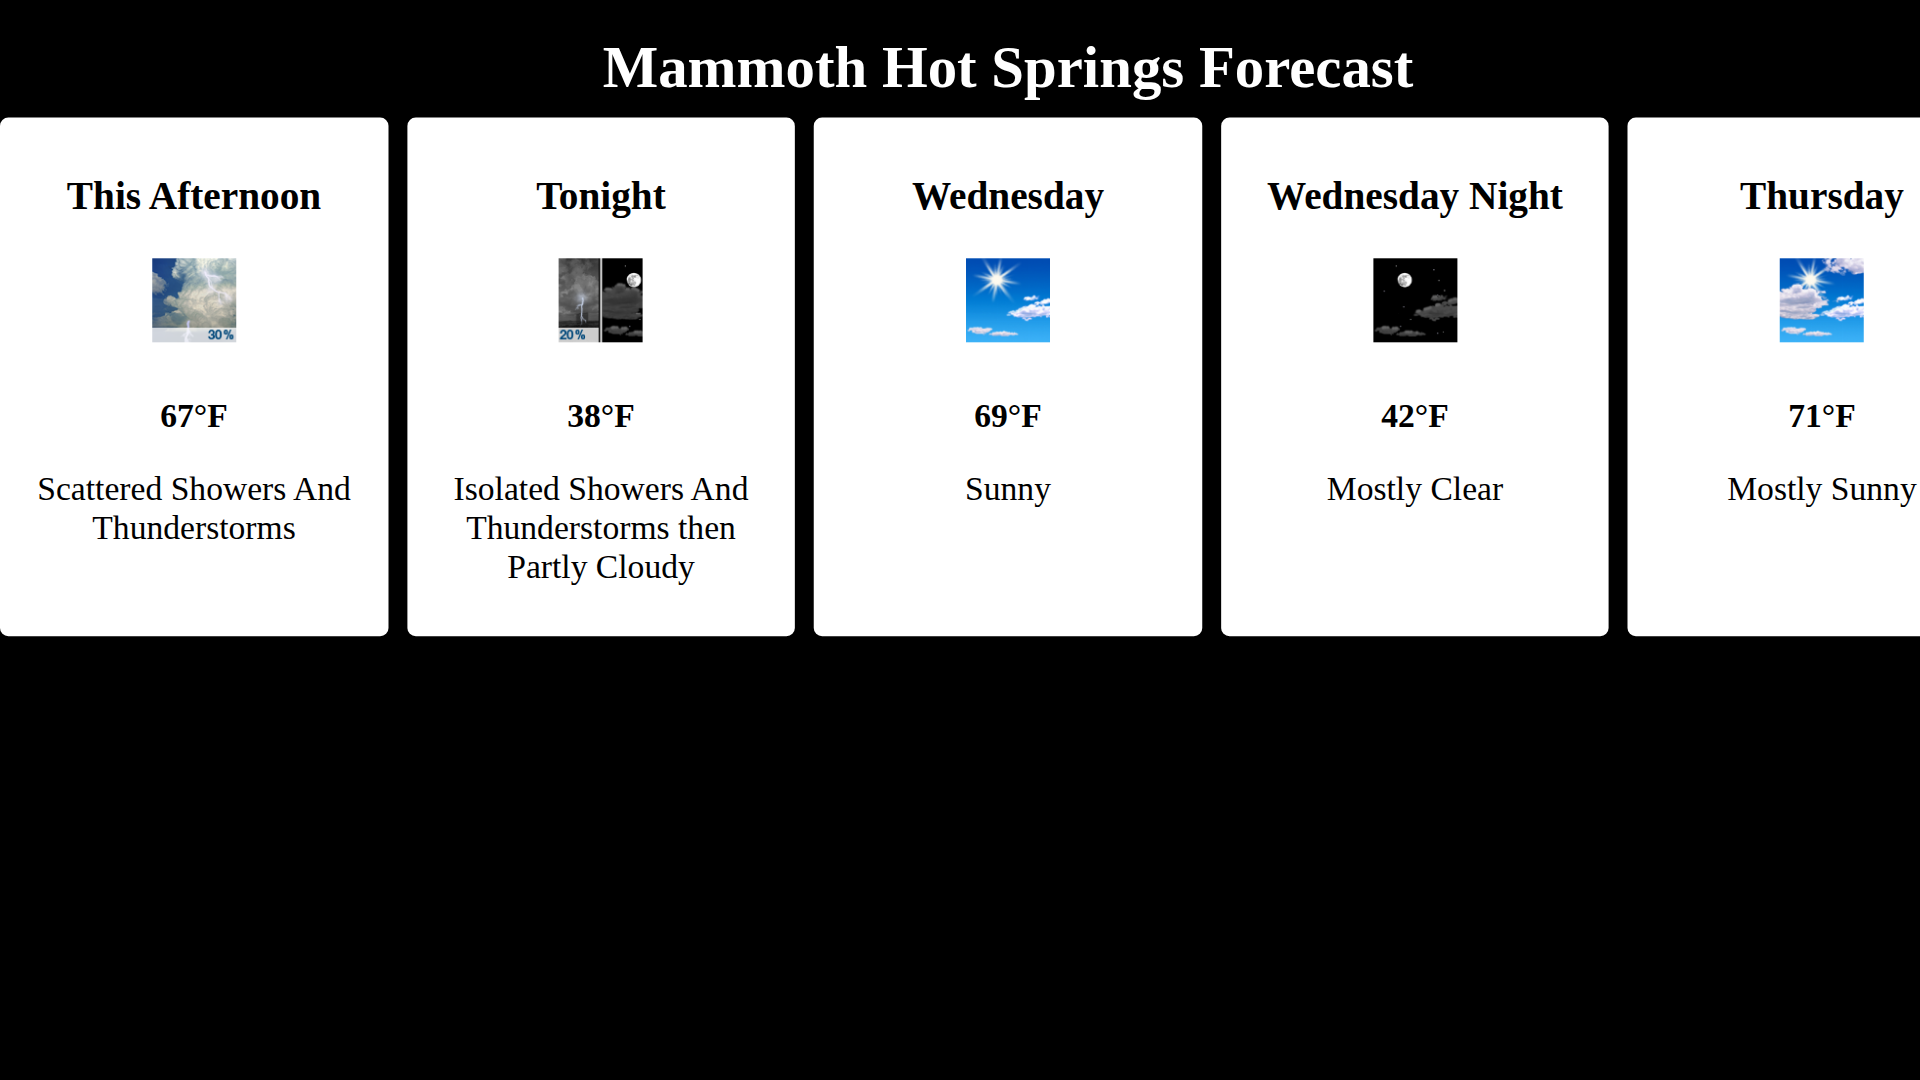 Mammoth Hot Springs Forecast
This Afternoon
30%
67°F
Scattered Showers And
Thunderstorms
Tonight
20%
38°F
Isolated Showers And
Thunderstorms then
Partly Cloudy
Wednesday
69°F
Sunny
Wednesday Night
42°F
Mostly Clear
Thursday
71°F
Mostly Sunny